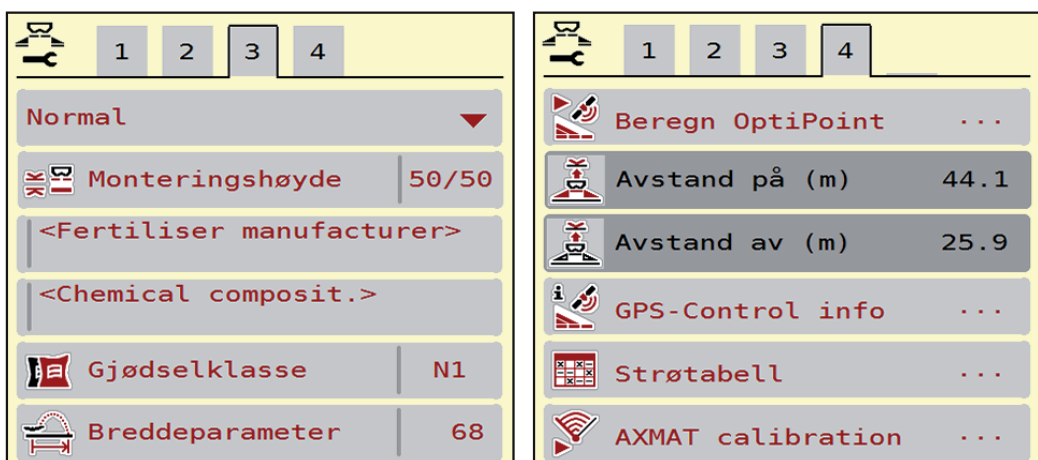 1 2 3 4
Normal
Monteringshøyde 50/50
<Fertiliser manufacturer>
<Chemical composit.>
Gjødselklasse N1
Breddeparameter 68
1 2 3 4
Beregn OptiPoint ...
Avstand på (m) 44.1
Avstand av (m) 25.9
GPS-Control info ...
Strøtabell ...
AXMAT calibration ...